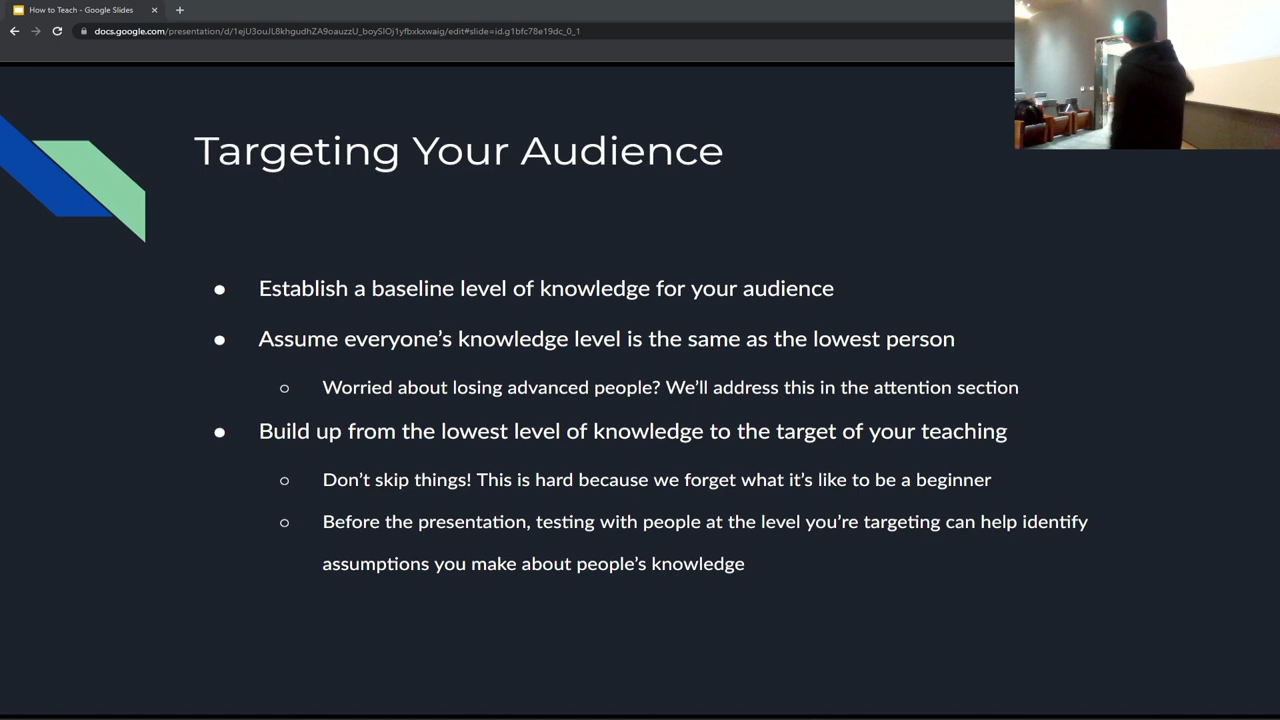 How to Teach - Google Slides
docs.google.com/presentation/d/1ejU3ouJL8khgudhZA9oauzzU_boySlOj1yfbxkxwaig/edit#slide=id.g1bfc78e19dc_0_1
Targeting Your Audience
● Establish a baseline level of knowledge for your audience
● Assume everyone’s knowledge level is the same as the lowest person
○ Worried about losing advanced people? We’ll address this in the attention section
● Build up from the lowest level of knowledge to the target of your teaching
○ Don’t skip things! This is hard because we forget what it’s like to be a beginner
○ Before the presentation, testing with people at the level you’re targeting can help identify
assumptions you make about people’s knowledge